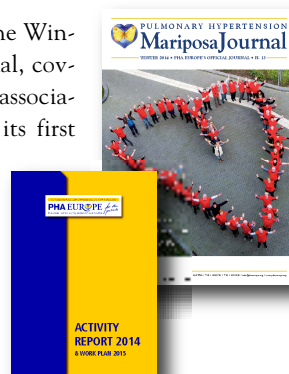 ne Win-
al, cov-
associa-
its first
PULMONARY HYPERTENSION
MariposaJournal
WINTER 2014 • PHA EUROPE'S OFFICIAL JOURNAL • N. 13
PHA EUROPE
ACTIVITY
REPORT 2014
& WORK PLAN 2015